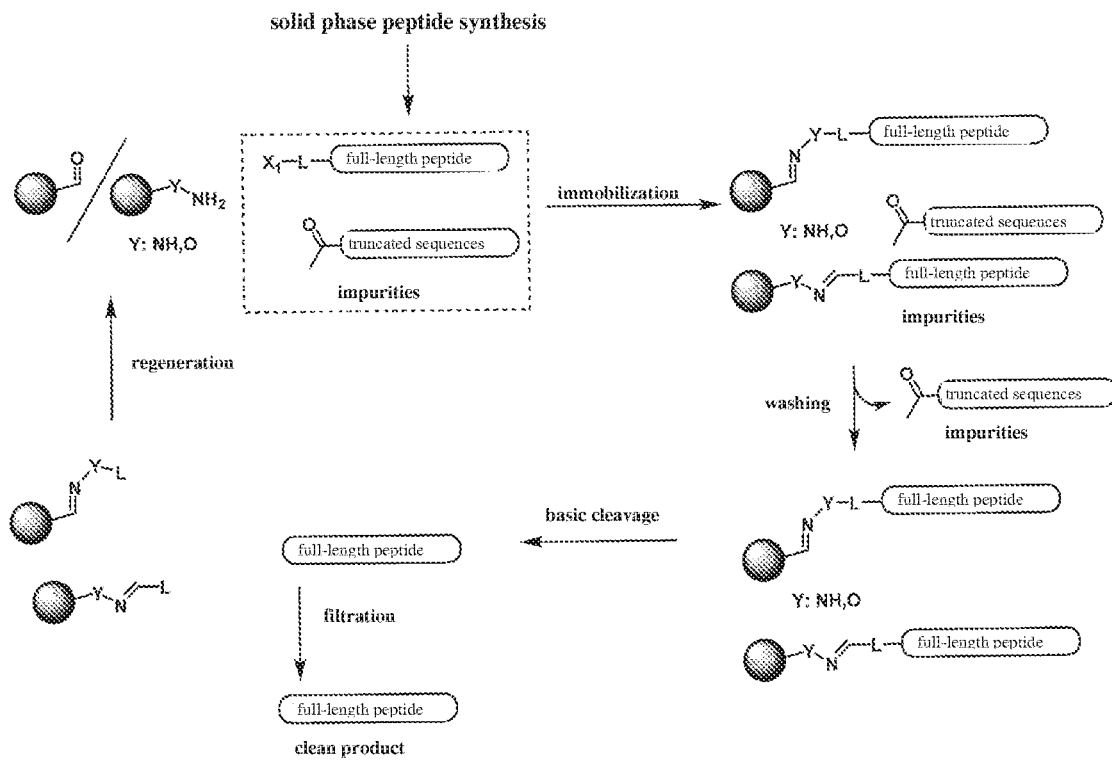 solid phase peptide synthesis
O
Y
NH₂
Y: NH,O
X₁—L
full-length peptide
O
truncated sequences
impurities
immobilization
Y—L
full-length peptide
N
O
Y: NH,O
truncated sequences
Y
N
L
full-length peptide
impurities
regeneration
washing
O
truncated sequences
impurities
Y
L
N
Y—L
full-length peptide
N
basic cleavage
full-length peptide
Y: NH,O
Y
N
L
filtration
Y
N
L
full-length peptide
full-length peptide
clean product